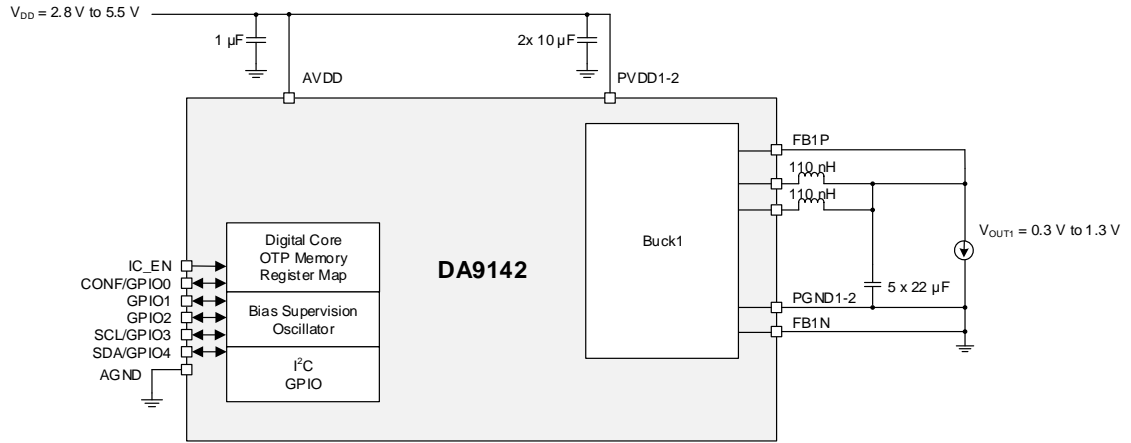 V_DD = 2.8 V to 5.5 V
1 µF
2x 10 µF
AVDD
PVDD1-2
FB1P
110 nH
110 nH
Buck1
V_OUT1 = 0.3 V to 1.3 V
5 x 22 µF
PGND1-2
FB1N
DA9142
Digital Core
OTP Memory
Register Map
Bias Supervision
Oscillator
I²C
GPIO
IC_EN
CONF/GPIO0
GPIO1
GPIO2
SCL/GPIO3
SDA/GPIO4
AGND